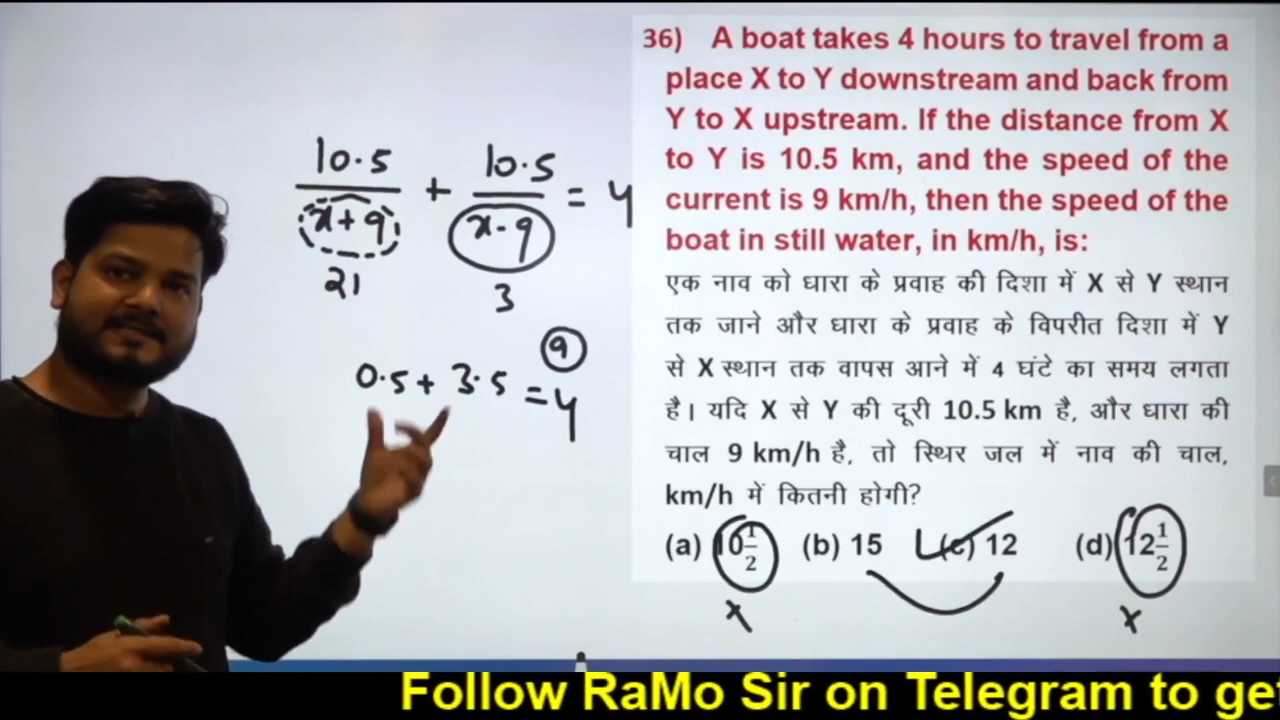 36) A boat takes 4 hours to travel from a
place X to Y downstream and back from
Y to X upstream. If the distance from X
to Y is 10.5 km, and the speed of the
current is 9 km/h, then the speed of the
boat in still water, in km/h, is:
एक नाव को धारा के प्रवाह की दिशा में X से Y स्थान
तक जाने और धारा के प्रवाह के विपरीत दिशा में Y
से X स्थान तक वापस आने में 4 घंटे का समय लगता
है। यदि X से Y की दूरी 10.5 km है, और धारा की
चाल 9 km/h है, तो स्थिर जल में नाव की चाल,
km/h में कितनी होगी?
(a) 10 1/2 (b) 15 (c) 12 (d) 12 1/2
x x
10.5/(x+9) + 10.5/(x-9) = 4
21 3
9
0.5 + 3.5 = 4
Follow RaMo Sir on Telegram to get